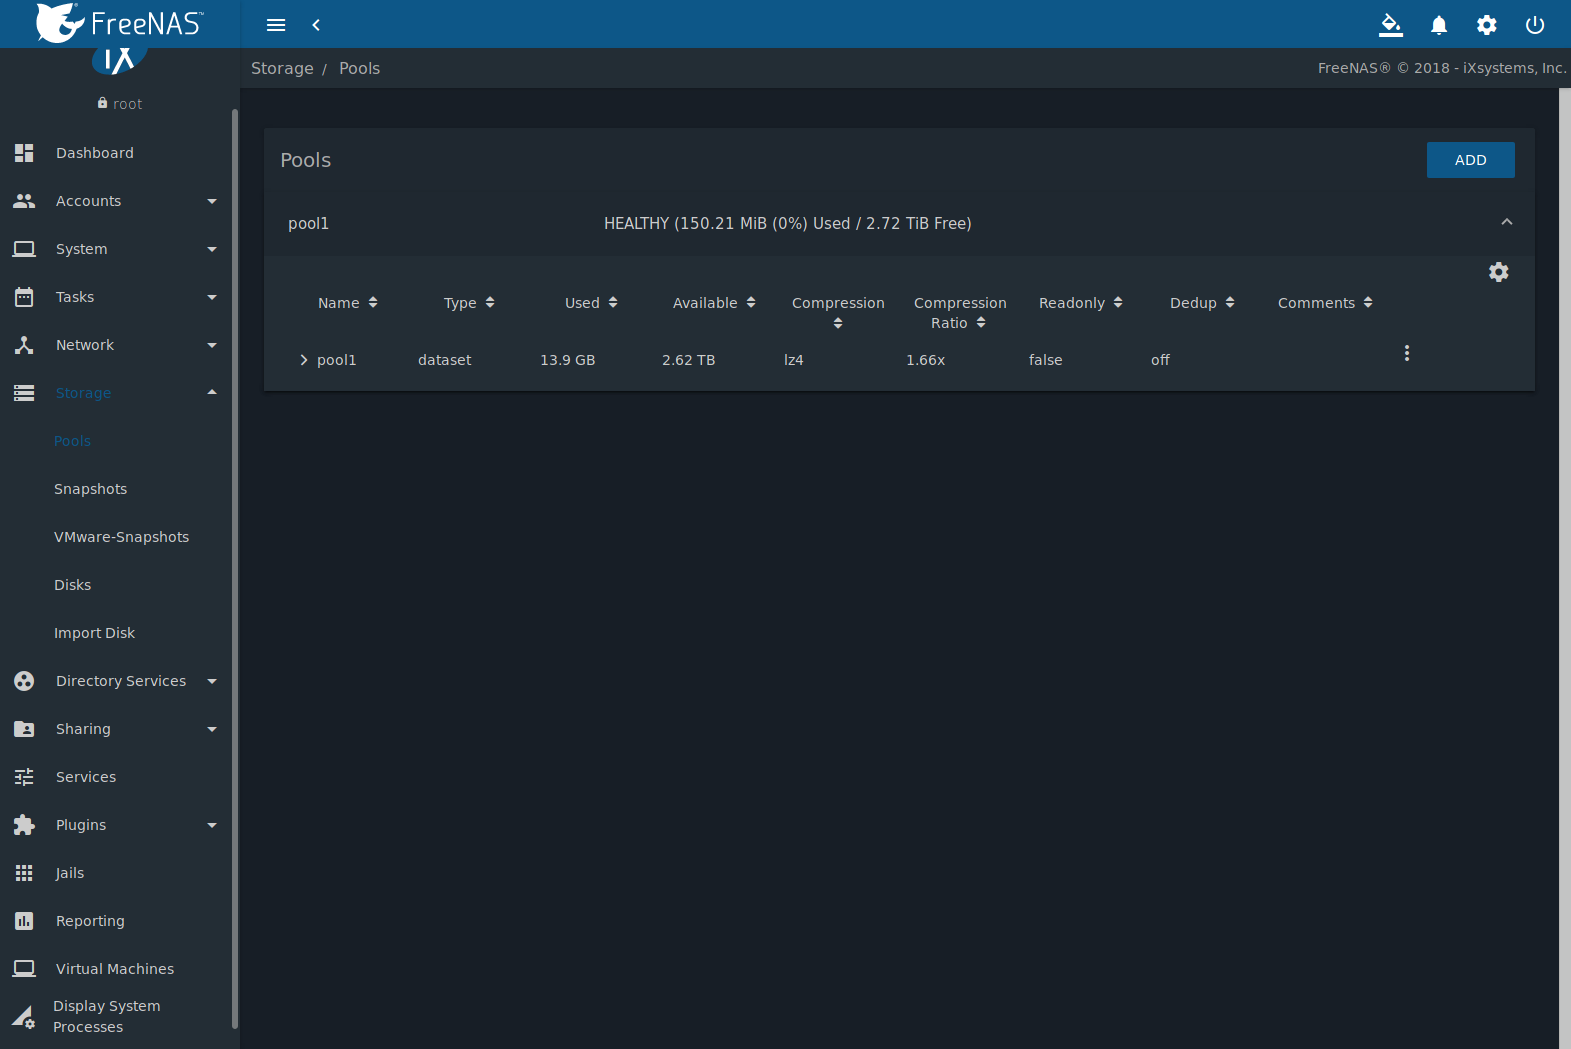 FreeNAS™
Storage / Pools
FreeNAS® © 2018 - iXsystems, Inc.
iX
root
Dashboard
Accounts
System
Tasks
Network
Storage
Pools
Snapshots
VMware-Snapshots
Disks
Import Disk
Directory Services
Sharing
Services
Plugins
Jails
Reporting
Virtual Machines
Display System
Processes
Pools
ADD
pool1 HEALTHY (150.21 MiB (0%) Used / 2.72 TiB Free)
Name Type Used Available Compression Compression Readonly Dedup Comments
Ratio
pool1 dataset 13.9 GB 2.62 TB lz4 1.66x false off